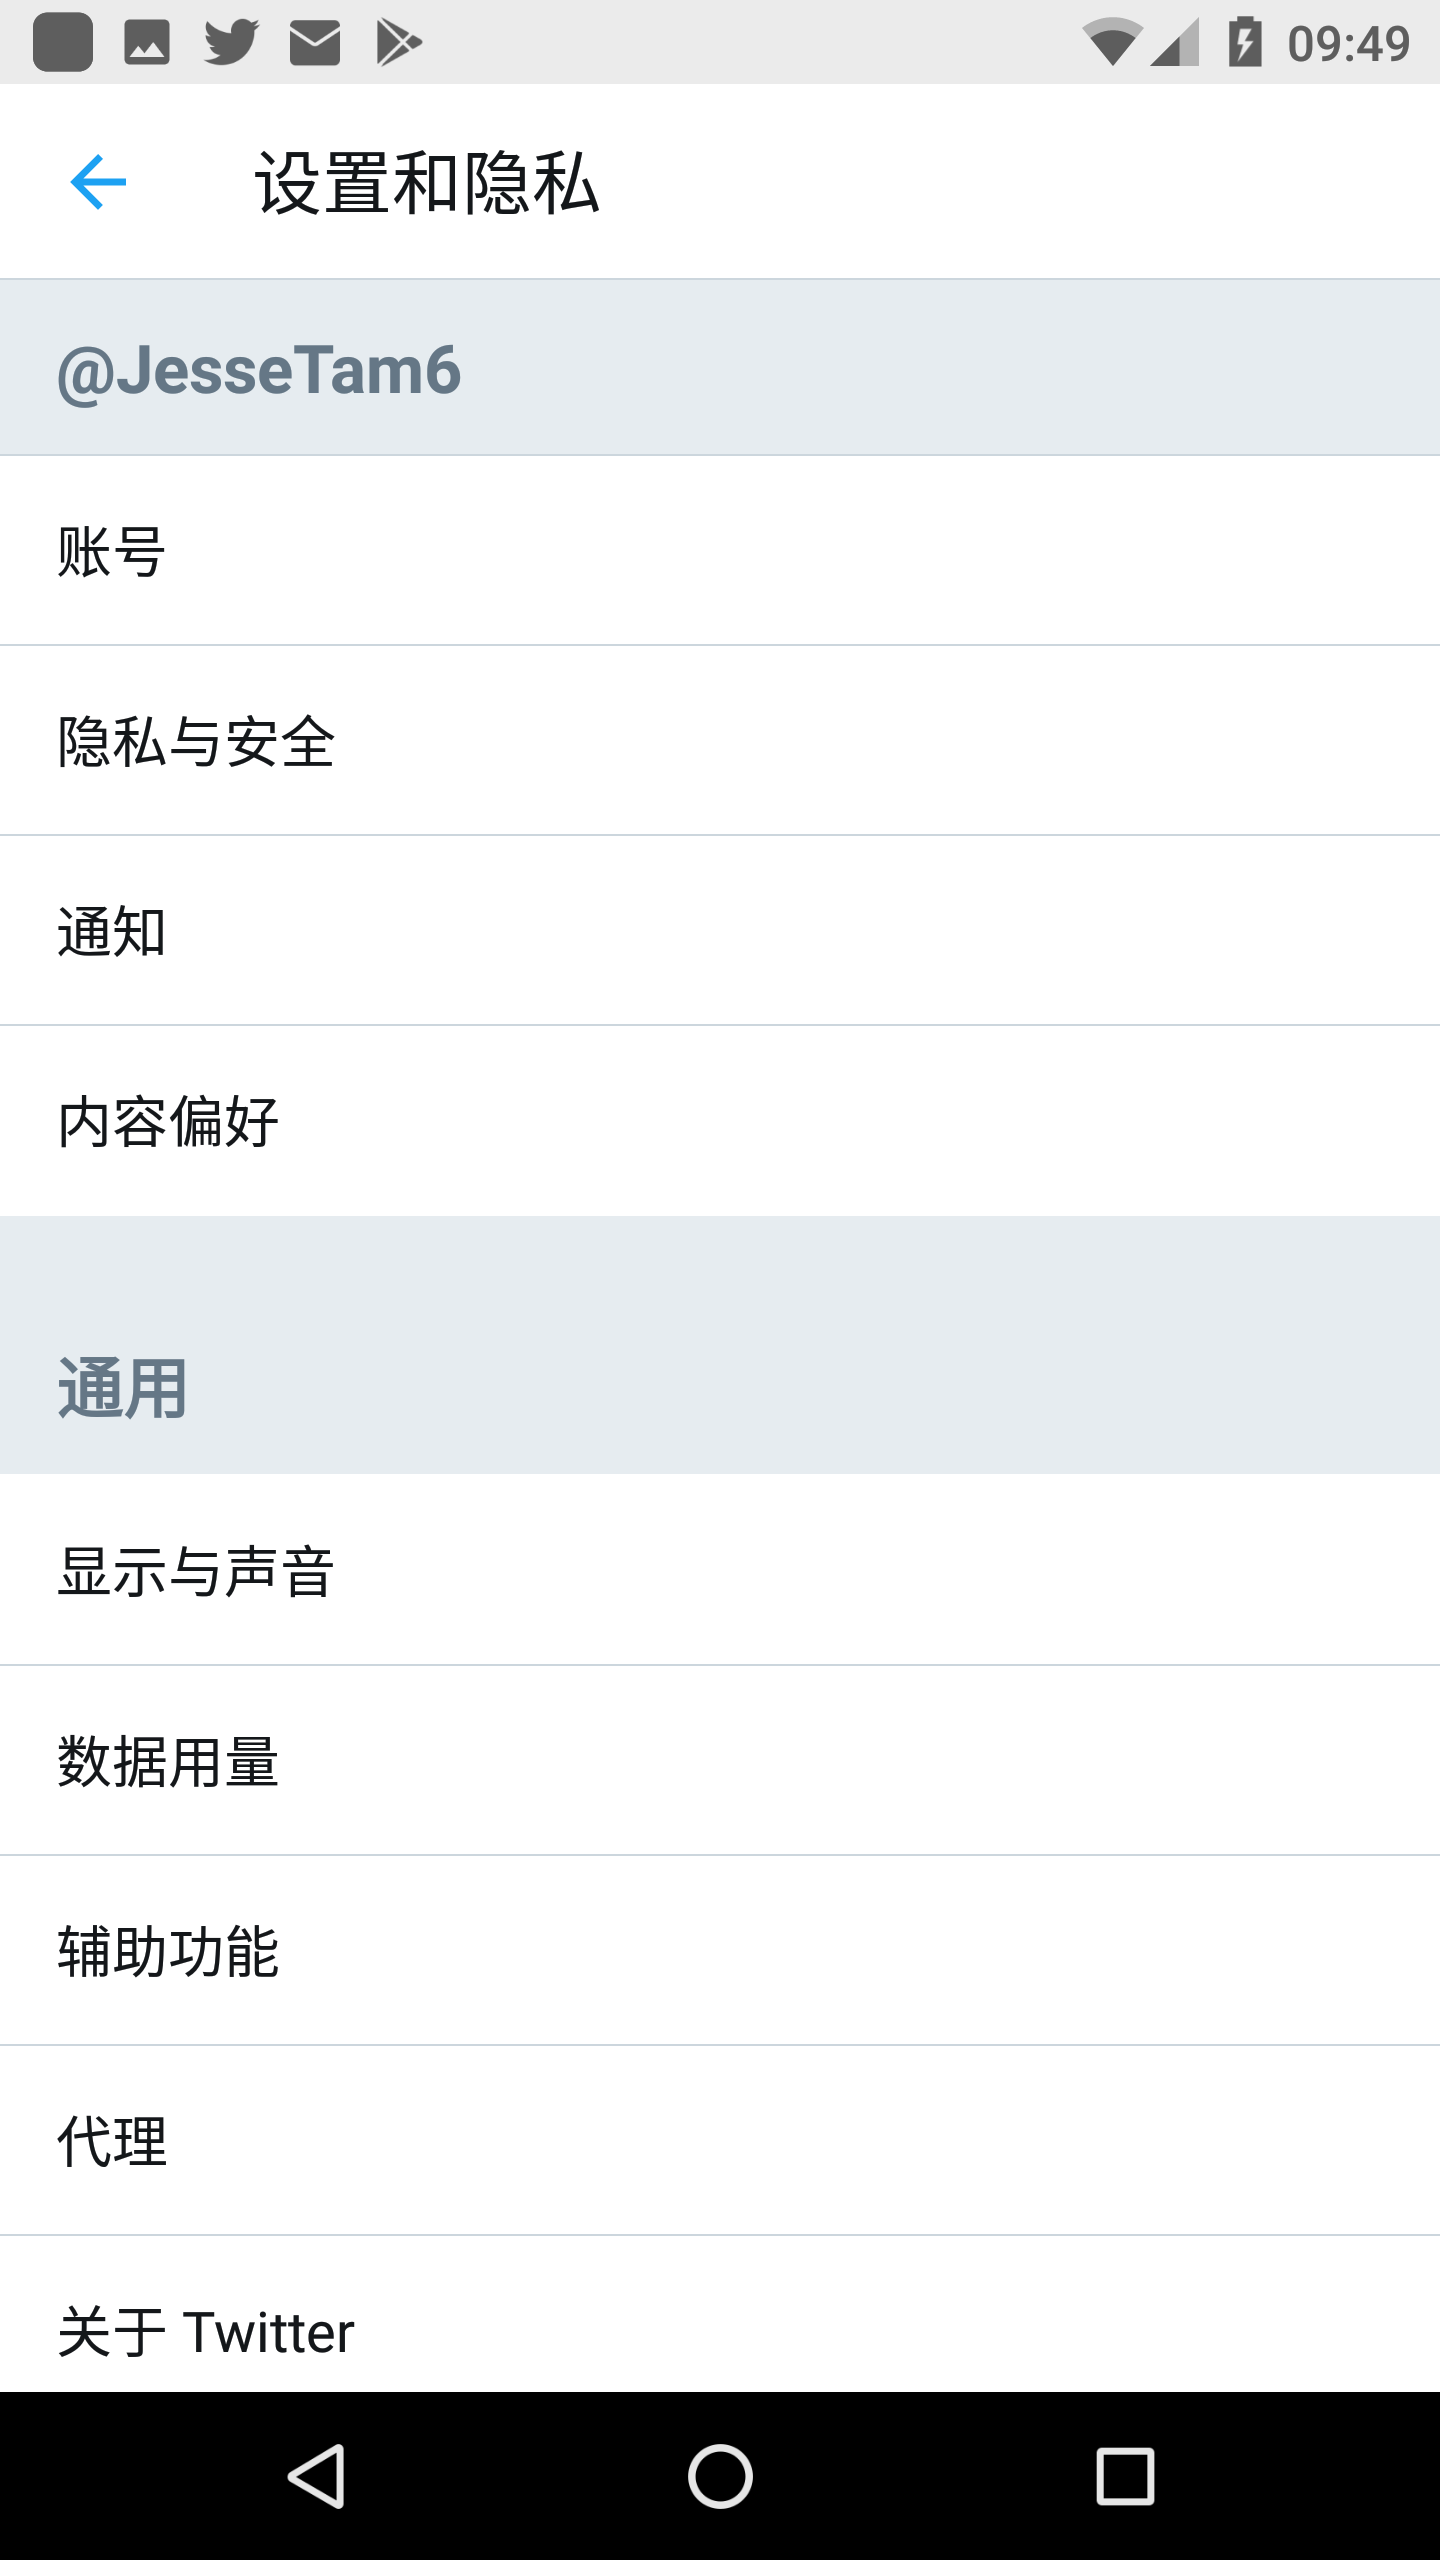 09:49
设置和隐私
@JesseTam6
账号
隐私与安全
通知
内容偏好
通用
显示与声音
数据用量
辅助功能
代理
关于 Twitter